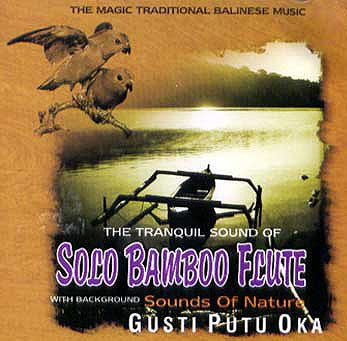 THE MAGIC TRADITIONAL BALINESE MUSIC
THE TRANQUIL SOUND OF
SOLO BAMBOO FLUTE
WITH BACKGROUND Sounds Of Nature
GUSTI PUTU OKA